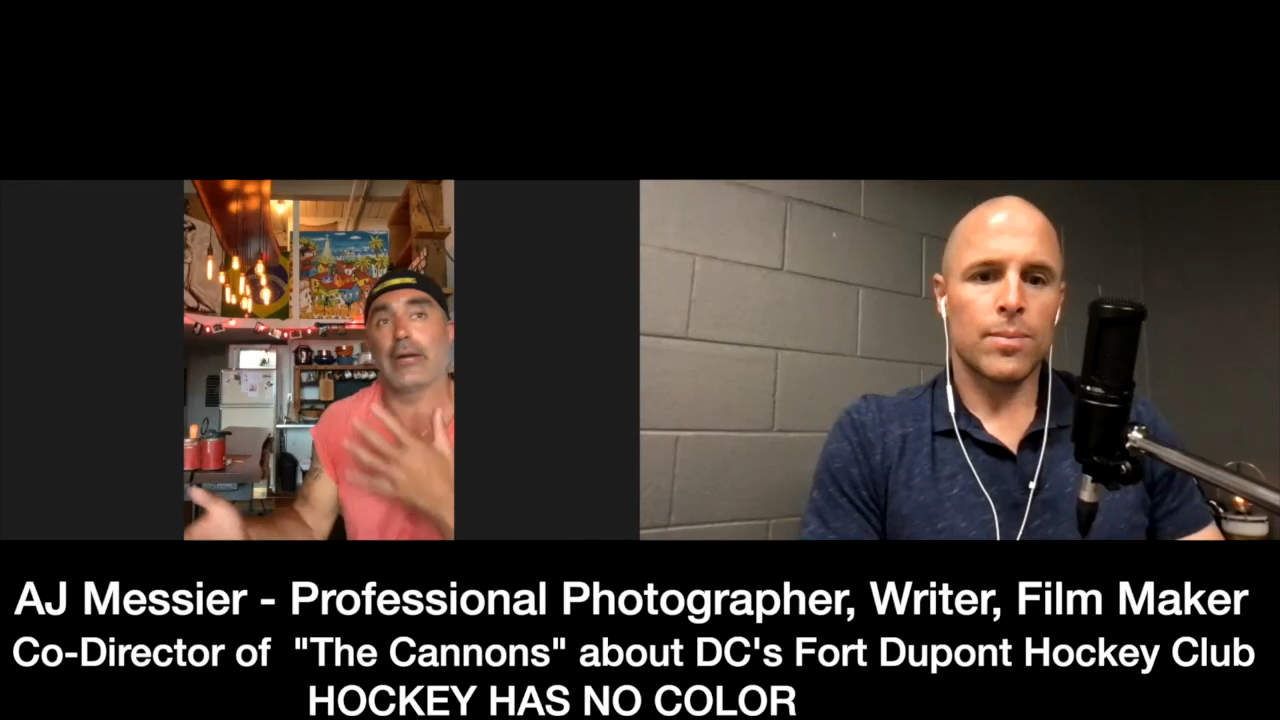 AJ Messier - Professional Photographer, Writer, Film Maker
Co-Director of "The Cannons" about DC's Fort Dupont Hockey Club
HOCKEY HAS NO COLOR